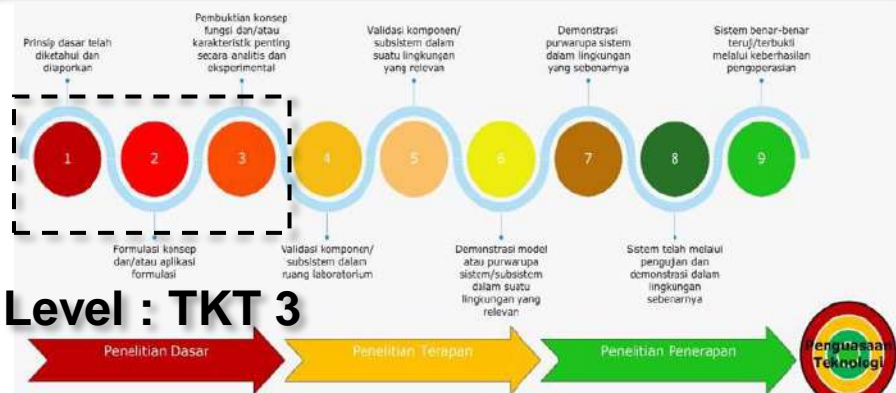 Prinsip dasar telah
diketahui dan
dilaporkan
Pembuktian konsep
fungsi dan/atau
karakteristik penting
secara analitis dan
eksperimental
Validasi komponen/
subsistem dalam
suatu lingkungan
yang relevan
Demonstrasi
purwarupa sistem
dalam lingkungan
yang sebenarnya
Sistem benar-benar
teruji/terbukti
melalui keberhasilan
pengoperasian
1
2
3
4
5
6
7
8
9
Formulasi konsep
dan/atau aplikasi
formulasi
Validasi komponen/
subsistem dalam
ruang laboratorium
Demonstrasi model
atau purwarupa
sistem/subsistem
dalam suatu
lingkungan yang
relevan
Sistem telah melalui
pengujian dan
demonstrasi dalam
lingkungan
sebenarnya
Level : TKT 3
Penelitian Dasar
Penelitian Terapan
Penelitian Penerapan
Penguasaan
Teknologi